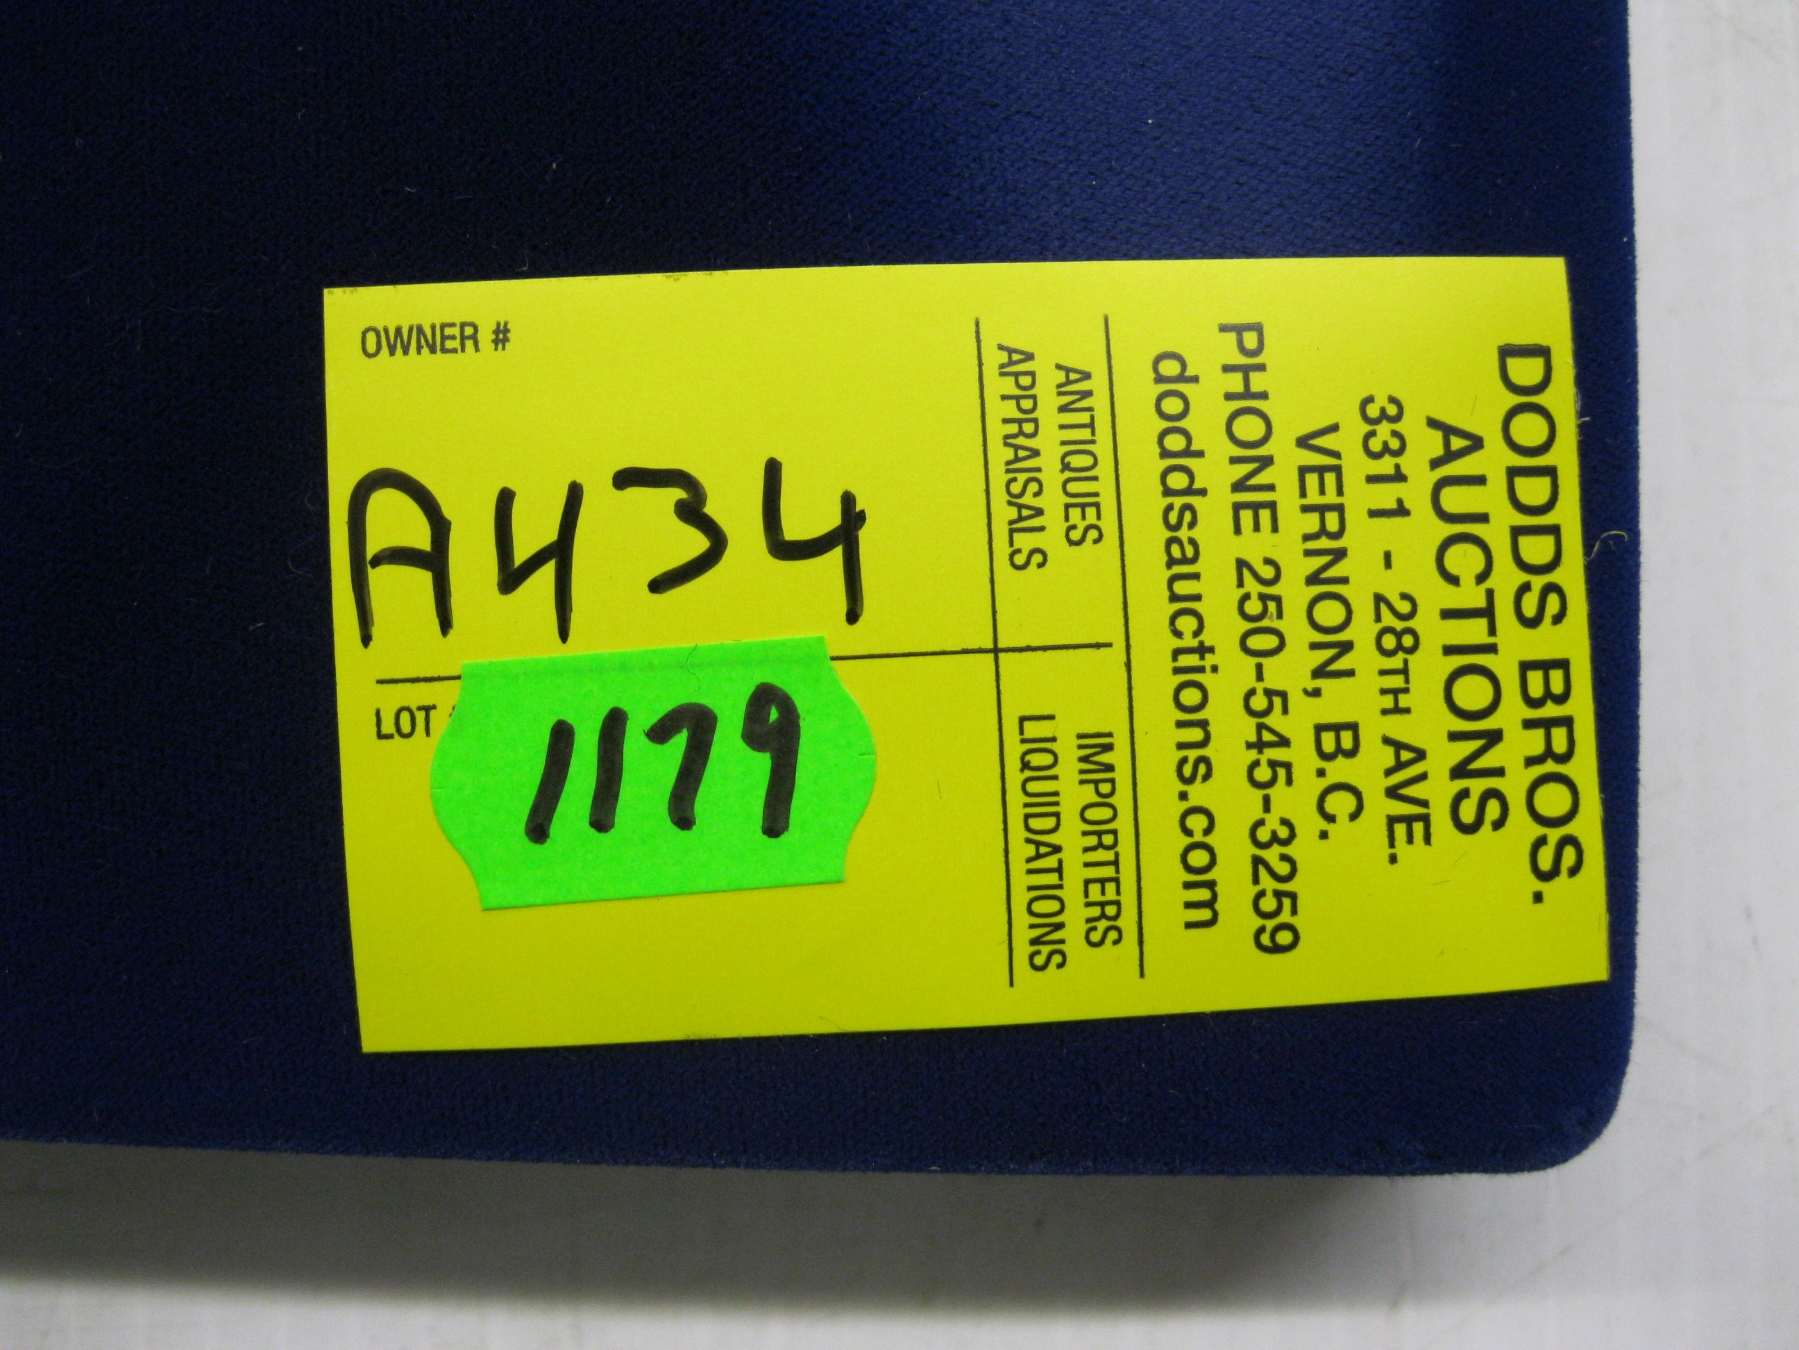 DODDS BROS.
AUCTIONS
3311 - 28TH AVE.
VERNON, B.C.
PHONE 250-545-3259
doddsauctions.com
ANTIQUES
APPRAISALS
IMPORTERS
LIQUIDATIONS
OWNER #
A434
LOT
1179